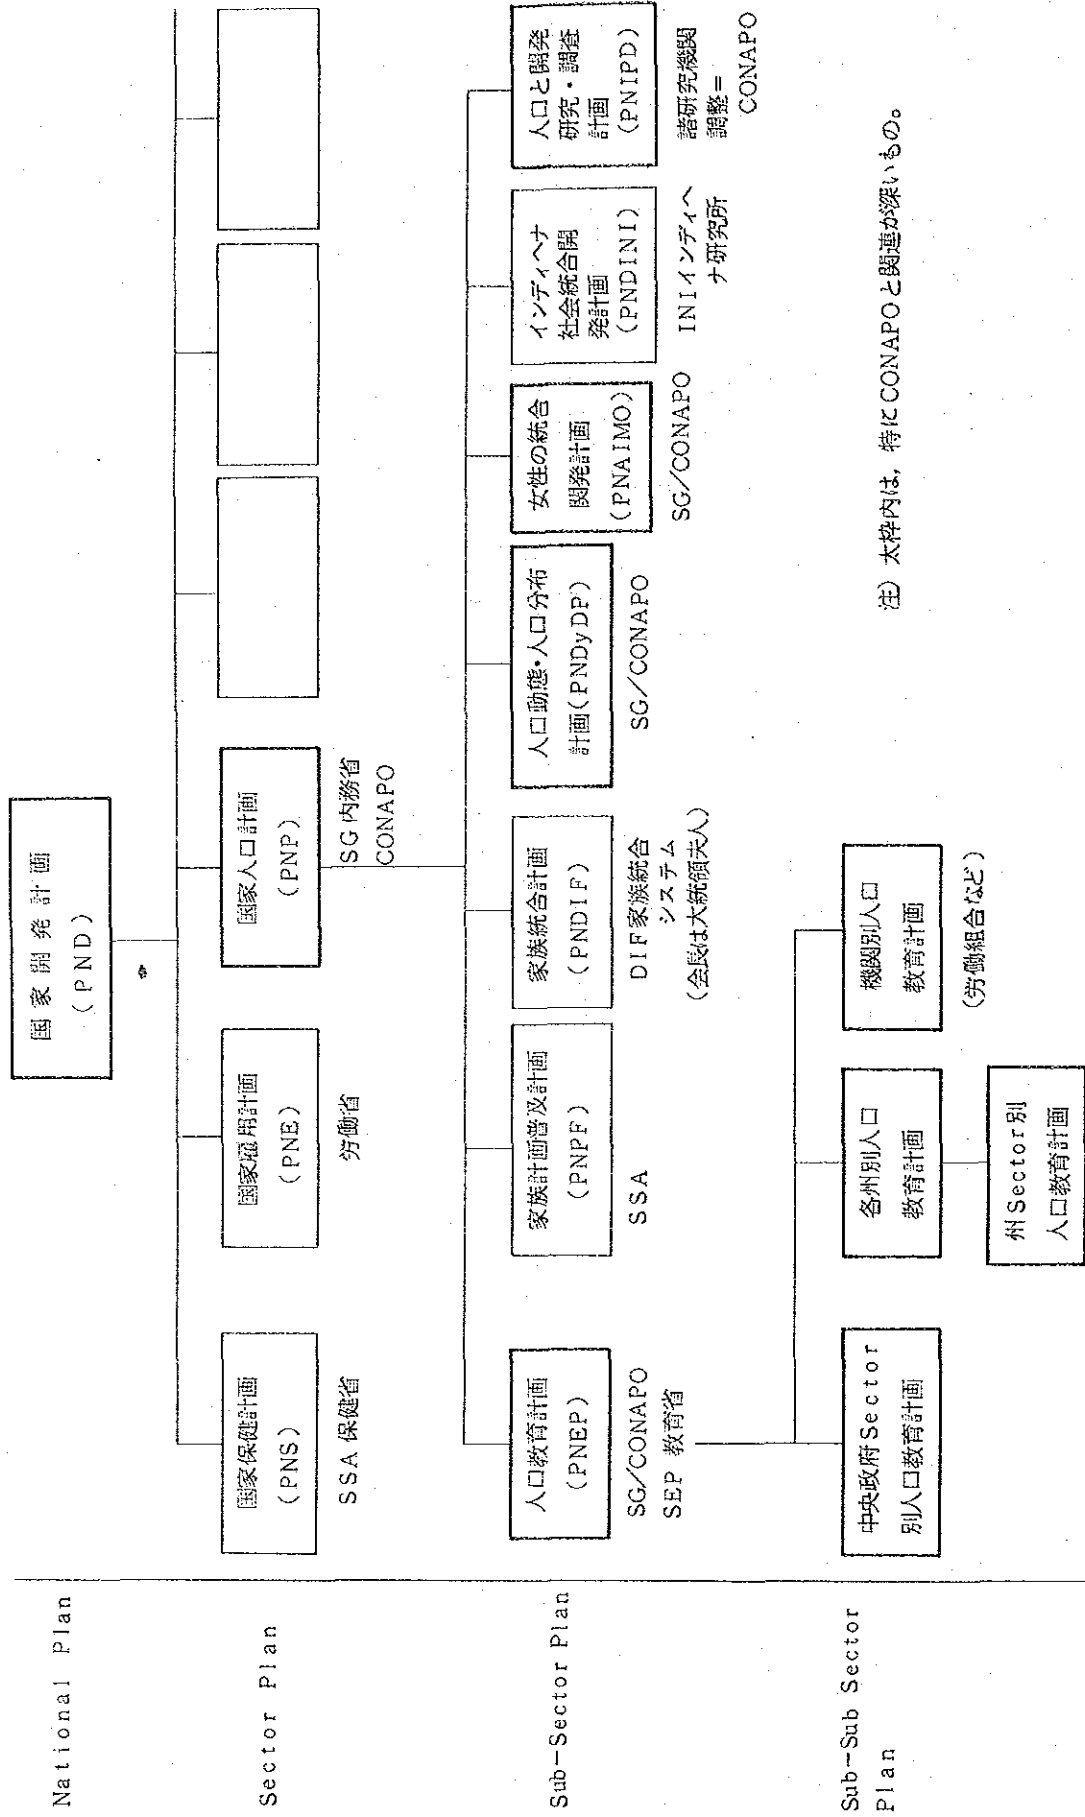 National Plan
国家開発計画
(PND)
Sector Plan
国家保健計画
(PNS)
SSA 保健省
国家雇用計画
(PNE)
労働省
国家人口計画
(PNP)
SG 内務省
CONAPO
Sub-Sector Plan
人口教育計画
(PNEP)
SG/CONAPO
SEP 教育省
家族計画普及計画
(PNPF)
SSA
家族統合計画
(PNDIF)
DIF家族統合
システム
(会長は大統領夫人)
人口動態・人口分布
計画(PNDyDP)
SG/CONAPO
女性の統合
開発計画
(PNAIMO)
SG/CONAPO
インディヘナ
社会統合開
発計画
(PNDINI)
INIインディヘ
ナ研究所
人口と開発
研究・調査
計画
(PNIPD)
諸研究機関
調整=
CONAPO
Sub-Sub Sector
Plan
中央政府Sector
別人口教育計画
各州別人口
教育計画
機関別人口
教育計画
(労働組合など)
州Sector別
人口教育計画
注) 太枠内は,特にCONAPOと関連が深いもの。